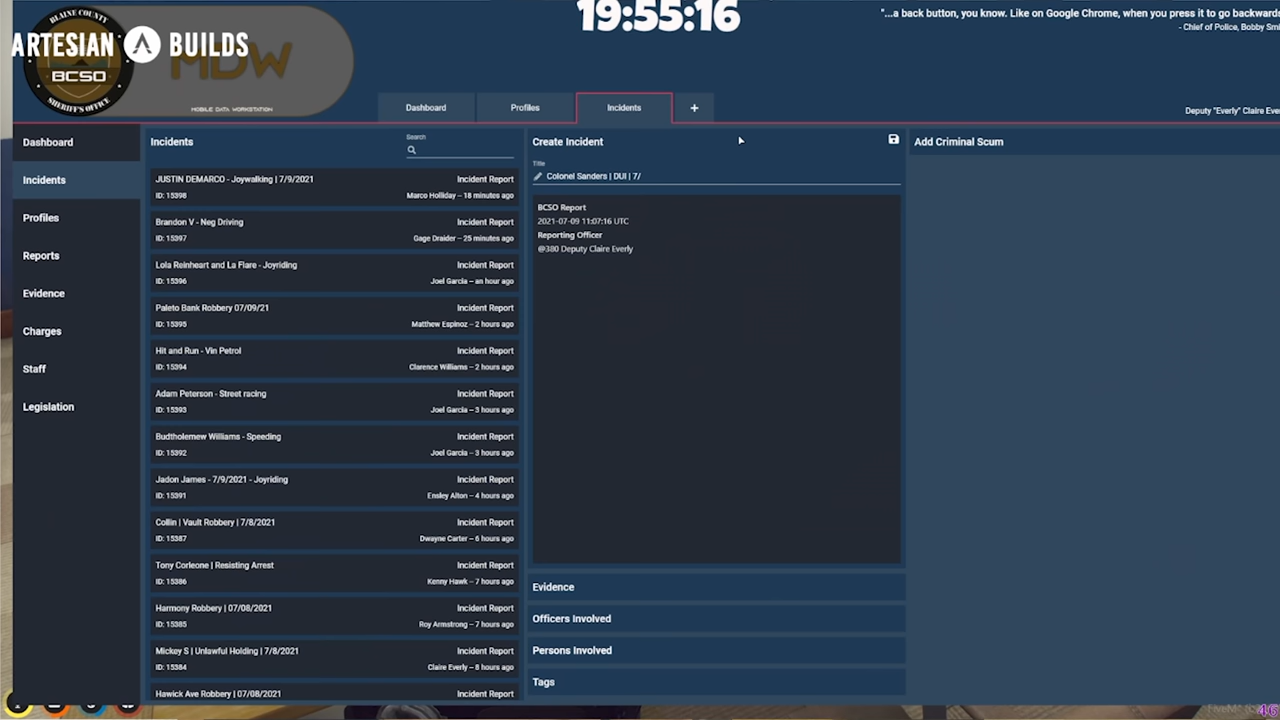 19:55:16
"...a back button, you know. Like on Google Chrome, when you press it to go backwards
- Chief of Police, Bobby Smi
BLAINE COUNTY
ARTESIAN BUILDS
BCSO
MDW
SHERIFF'S OFFICE
MOBILE DATA WORKSTATION
Dashboard
Profiles
Incidents
+
Deputy "Everly" Claire Eve
Dashboard
Incidents
Profiles
Reports
Evidence
Charges
Staff
Legislation
Incidents
Search
JUSTIN DEMARCO - Joywalking | 7/9/2021 Incident Report
ID: 15398 Marco Holliday – 18 minutes ago
Brandon V - Neg Driving Incident Report
ID: 15397 Gage Draider – 25 minutes ago
Lola Reinheart and La Flare - Joyriding Incident Report
ID: 15396 Joel Garcia – an hour ago
Paleto Bank Robbery 07/09/21 Incident Report
ID: 15395 Matthew Espinoz – 2 hours ago
Hit and Run - Vin Petrol Incident Report
ID: 15394 Clarence Williams – 2 hours ago
Adam Peterson - Street racing Incident Report
ID: 15393 Joel Garcia – 3 hours ago
Budtholemew Williams - Speeding Incident Report
ID: 15392 Joel Garcia – 3 hours ago
Jadon James - 7/9/2021 - Joyriding Incident Report
ID: 15391 Ensley Alton – 4 hours ago
Collin | Vault Robbery | 7/8/2021 Incident Report
ID: 15387 Dwayne Carter – 6 hours ago
Tony Corleone | Resisting Arrest Incident Report
ID: 15386 Kenny Hawk – 7 hours ago
Harmony Robbery | 07/08/2021 Incident Report
ID: 15385 Roy Armstrong – 7 hours ago
Mickey S | Unlawful Holding | 7/8/2021 Incident Report
ID: 15384 Claire Everly – 8 hours ago
Hawick Ave Robbery | 07/08/2021 Incident Report
Create Incident
Title
Colonel Sanders | DUI | 7/
BCSO Report
2021-07-09 11:07:16 UTC
Reporting Officer
@380 Deputy Claire Everly
Evidence
Officers Involved
Persons Involved
Tags
Add Criminal Scum